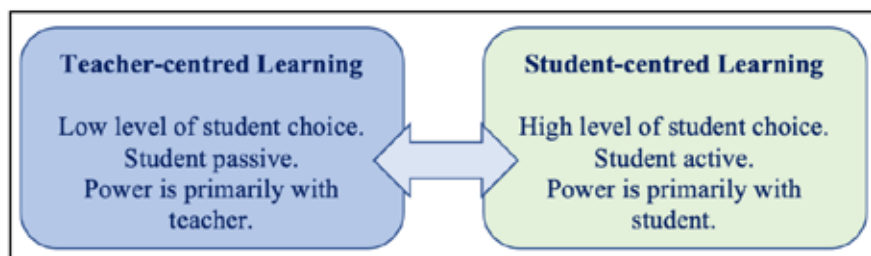 Teacher-centred Learning
Low level of student choice.
Student passive.
Power is primarily with
teacher.
Student-centred Learning
High level of student choice.
Student active.
Power is primarily with
student.